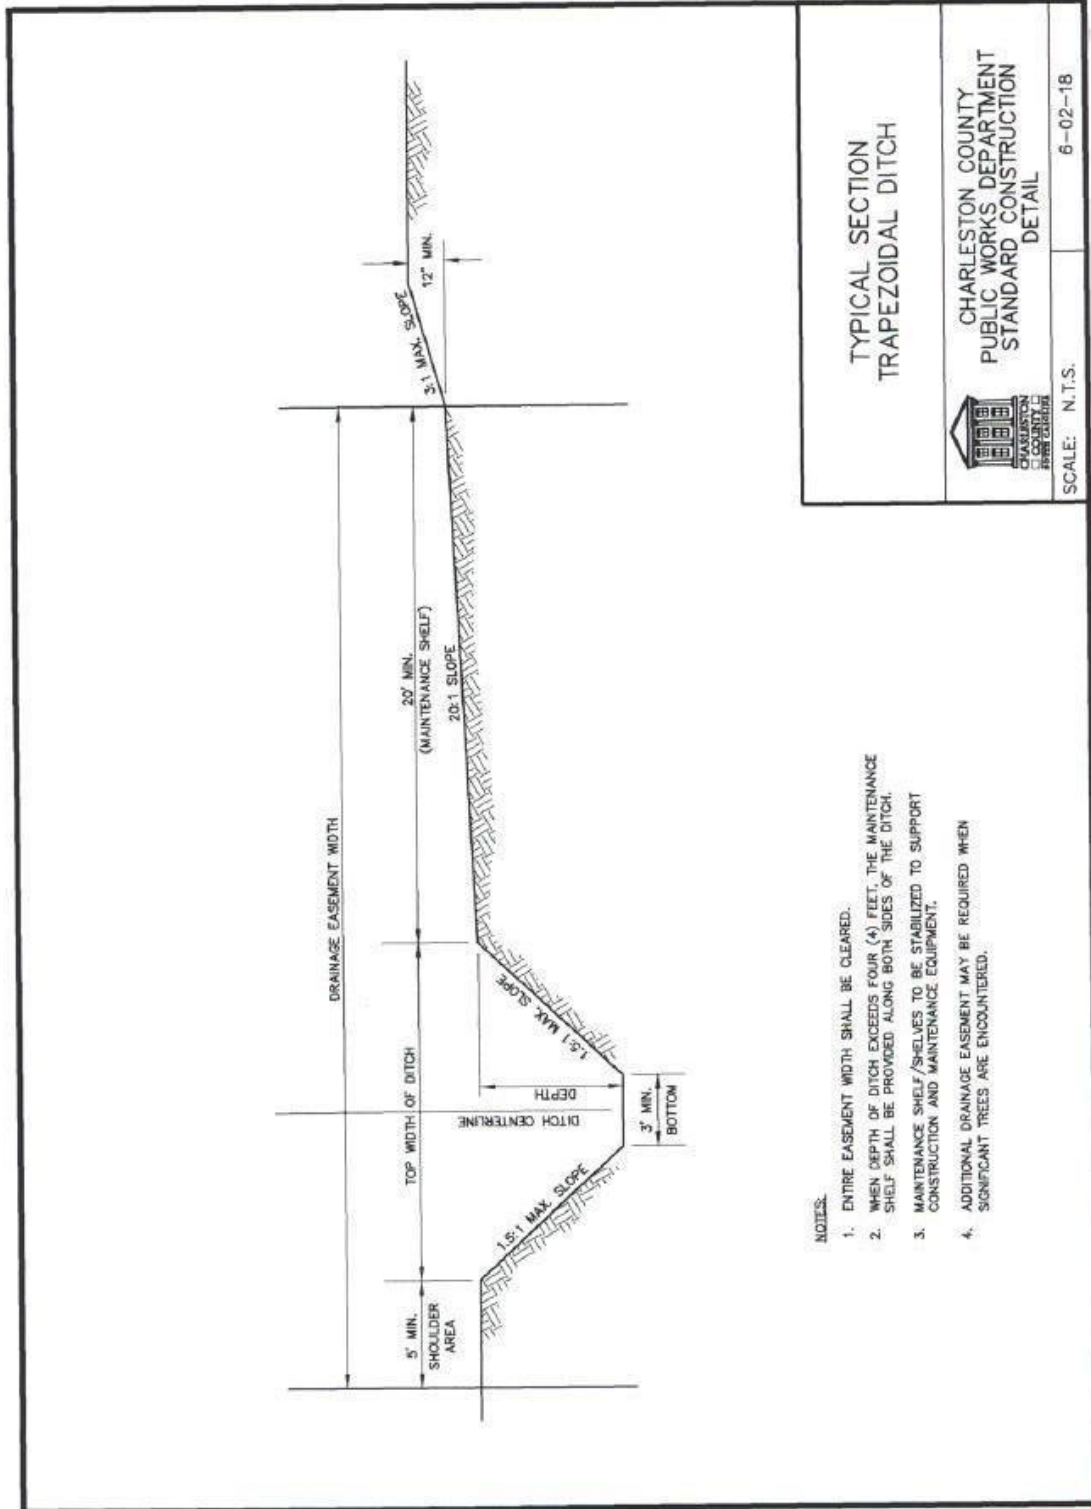 DRAINAGE EASEMENT WIDTH
5' MIN.
SHOULDER
AREA
TOP WIDTH OF DITCH
20' MIN.
(MAINTENANCE SHELF)
1.5:1 MAX. SLOPE
DITCH CENTERLINE
DEPTH
3' MIN.
BOTTOM
1.5:1 MAX. SLOPE
20:1 SLOPE
3:1 MAX. SLOPE
12" MIN.
NOTES:
1. ENTIRE EASEMENT WIDTH SHALL BE CLEARED.
2. WHEN DEPTH OF DITCH EXCEEDS FOUR (4) FEET, THE MAINTENANCE
SHELF SHALL BE PROVIDED ALONG BOTH SIDES OF THE DITCH.
3. MAINTENANCE SHELF/SHELVES TO BE STABILIZED TO SUPPORT
CONSTRUCTION AND MAINTENANCE EQUIPMENT.
4. ADDITIONAL DRAINAGE EASEMENT MAY BE REQUIRED WHEN
SIGNIFICANT TREES ARE ENCOUNTERED.
TYPICAL SECTION
TRAPEZOIDAL DITCH
CHARLESTON
COUNTY
CHARLESTON COUNTY
PUBLIC WORKS DEPARTMENT
STANDARD CONSTRUCTION
DETAIL
SCALE: N.T.S.
6-02-18